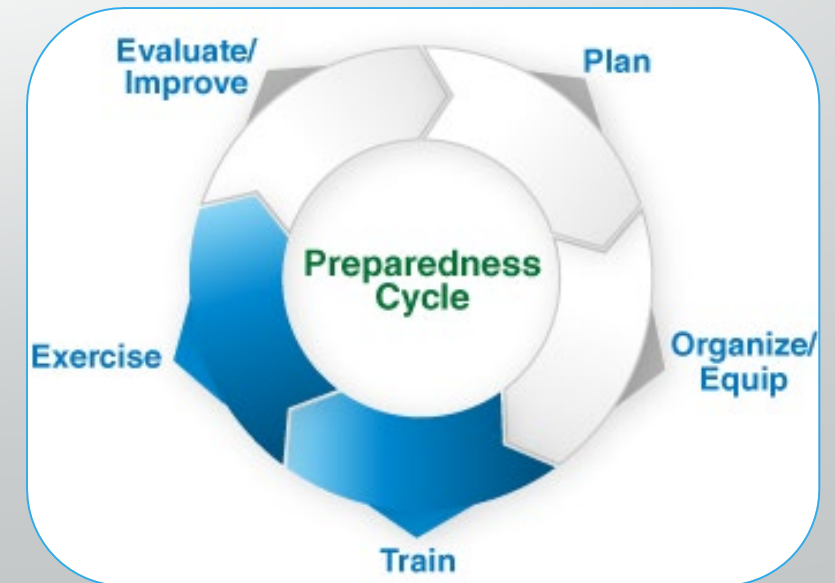 Evaluate/
Improve
Plan
Preparedness
Cycle
Exercise
Organize/
Equip
Train